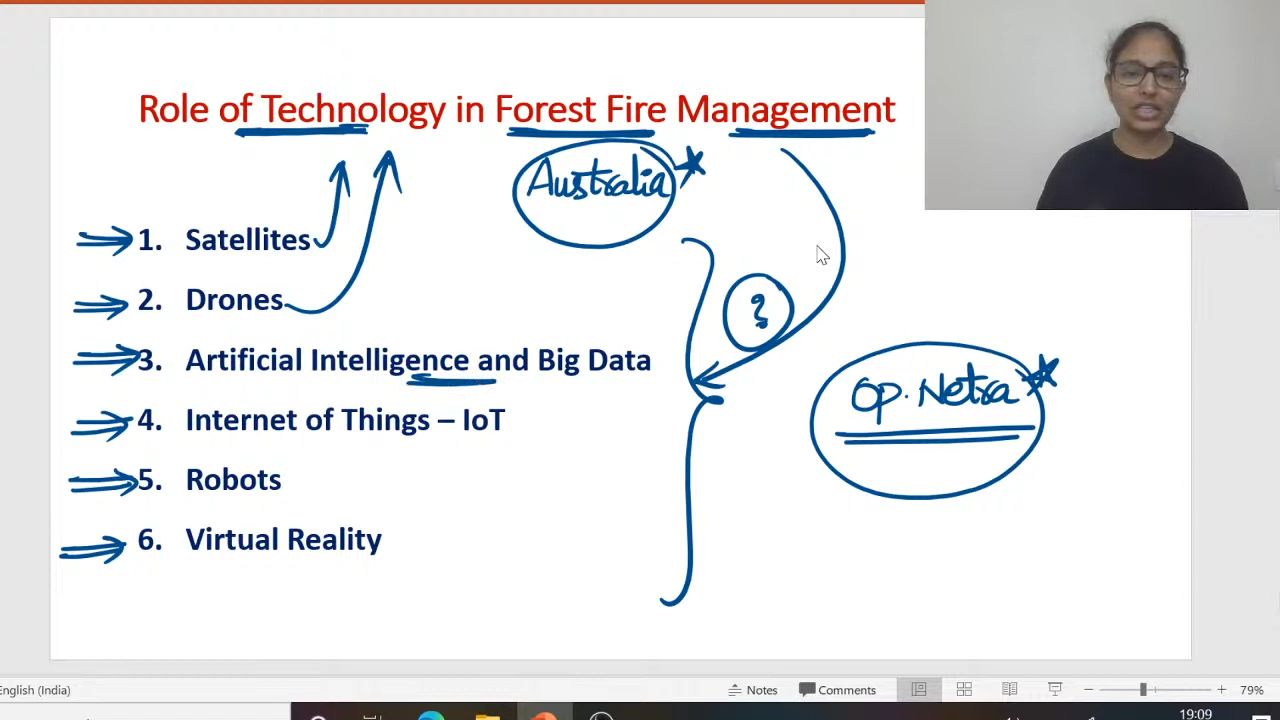 Role of Technology in Forest Fire Management
Australia
1. Satellites
2. Drones
?
3. Artificial Intelligence and Big Data
Op. Netra
4. Internet of Things – IoT
5. Robots
6. Virtual Reality
English (India)
Notes
Comments
79%
19:09